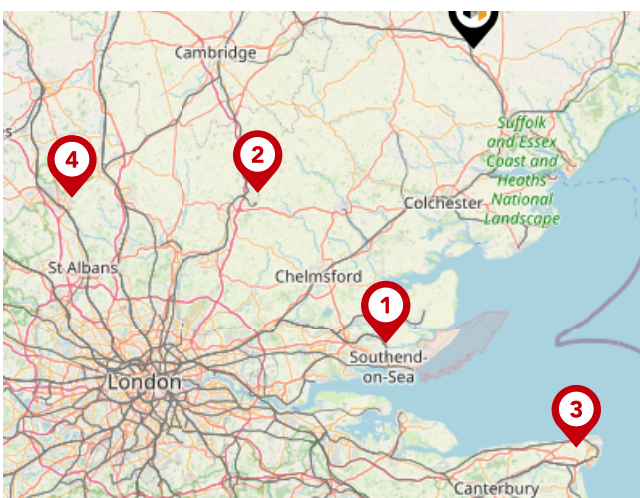 Cambridge
Suffolk
and Essex
Coast and
Heaths
National
Landscape
4
2
Colchester
St Albans
Chelmsford
1
Southend-
on-Sea
London
3
Canterbury